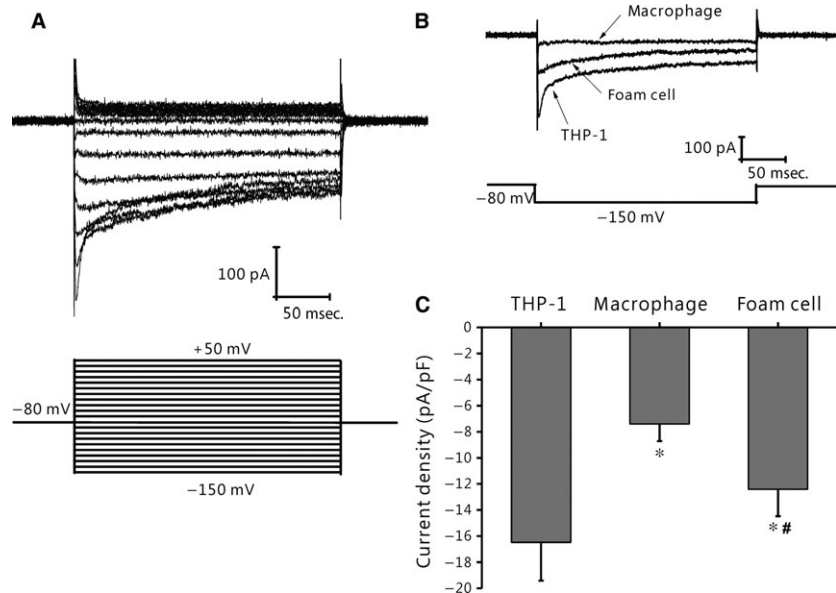 A
100 pA
50 msec.
+50 mV
−80 mV
−150 mV
B
Macrophage
Foam cell
THP-1
100 pA
50 msec.
−80 mV
−150 mV
C
THP-1 Macrophage Foam cell
Current density (pA/pF)
0
−2
−4
−6
−8
−10
−12
−14
−16
−18
−20
*
*#